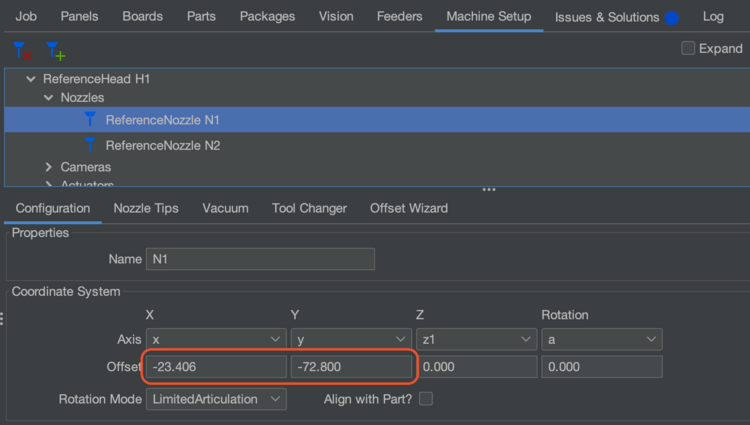 Job Panels Boards Parts Packages Vision Feeders Machine Setup Issues & Solutions Log
Expand
ReferenceHead H1
Nozzles
ReferenceNozzle N1
ReferenceNozzle N2
Cameras
Actuators
Configuration Nozzle Tips Vacuum Tool Changer Offset Wizard
Properties
Name N1
Coordinate System
X Y Z Rotation
Axis x y z1 a
Offset -23.406 -72.800 0.000 0.000
Rotation Mode LimitedArticulation Align with Part?